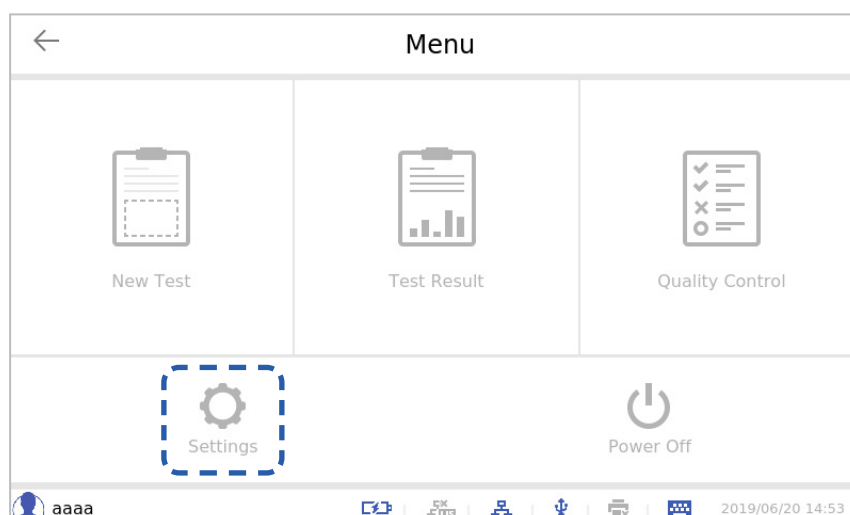 Menu
New Test
Test Result
Quality Control
Settings
Power Off
aaaa
2019/06/20 14:53